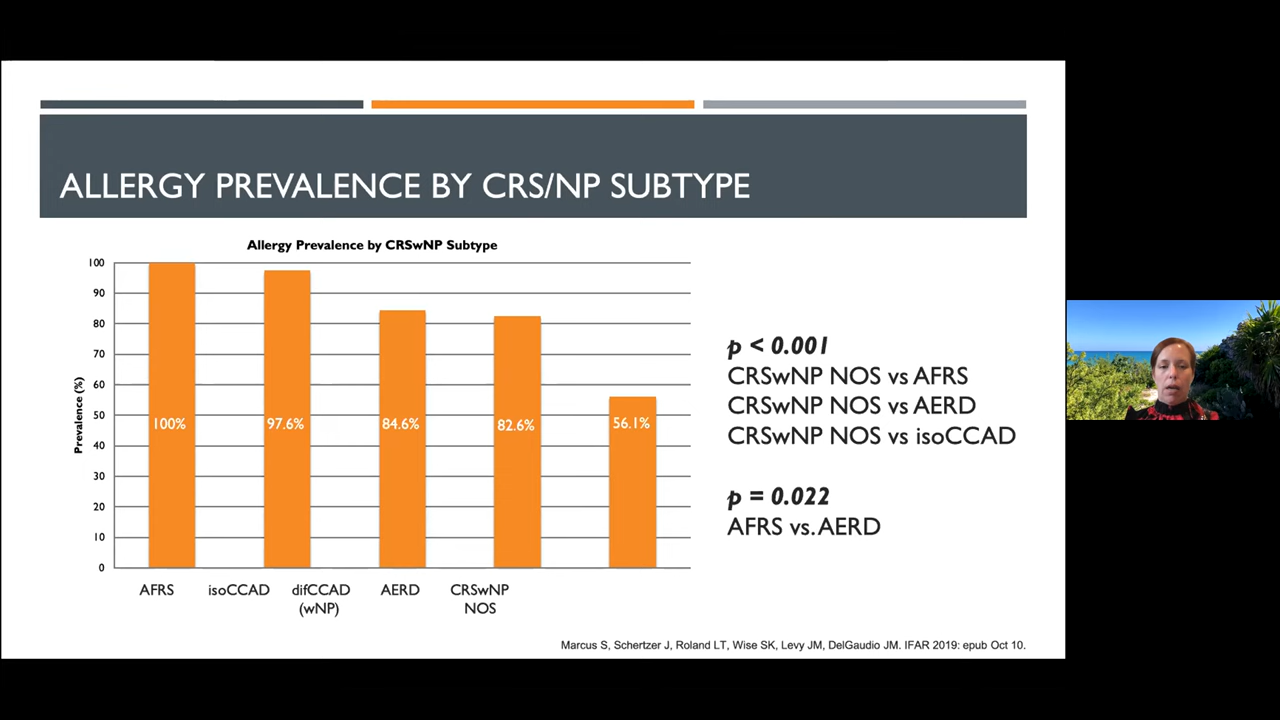 ALLERGY PREVALENCE BY CRS/NP SUBTYPE
Allergy Prevalence by CRSwNP Subtype
Prevalence (%)
100
90
80
70
60
50
40
30
20
10
0
100%
97.6%
84.6%
82.6%
56.1%
AFRS
isoCCAD
difCCAD
(wNP)
AERD
CRSwNP
NOS
p < 0.001
CRSwNP NOS vs AFRS
CRSwNP NOS vs AERD
CRSwNP NOS vs isoCCAD
p = 0.022
AFRS vs. AERD
Marcus S, Schertzer J, Roland LT, Wise SK, Levy JM, DelGaudio JM. IFAR 2019: epub Oct 10.